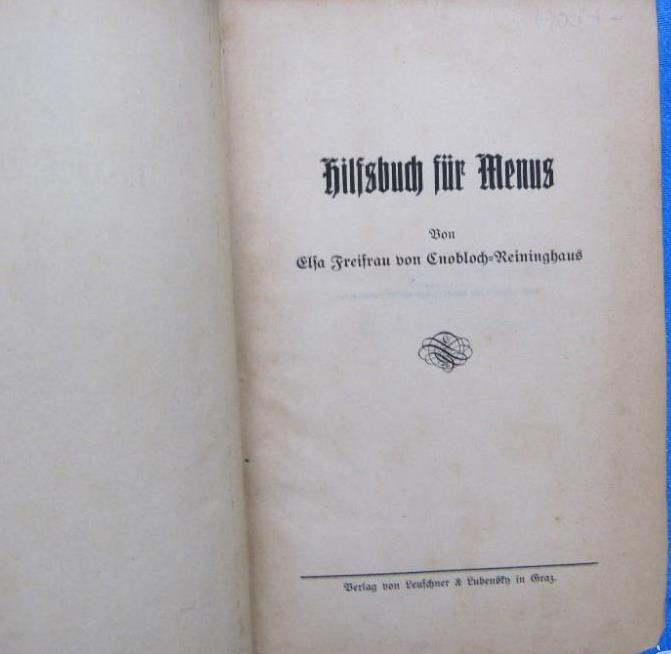 Hilfsbuch für Menus
Von
Elsa Freifrau von Cnobloch-Reininghaus
Verlag von Leuschner & Lubensky in Graz.